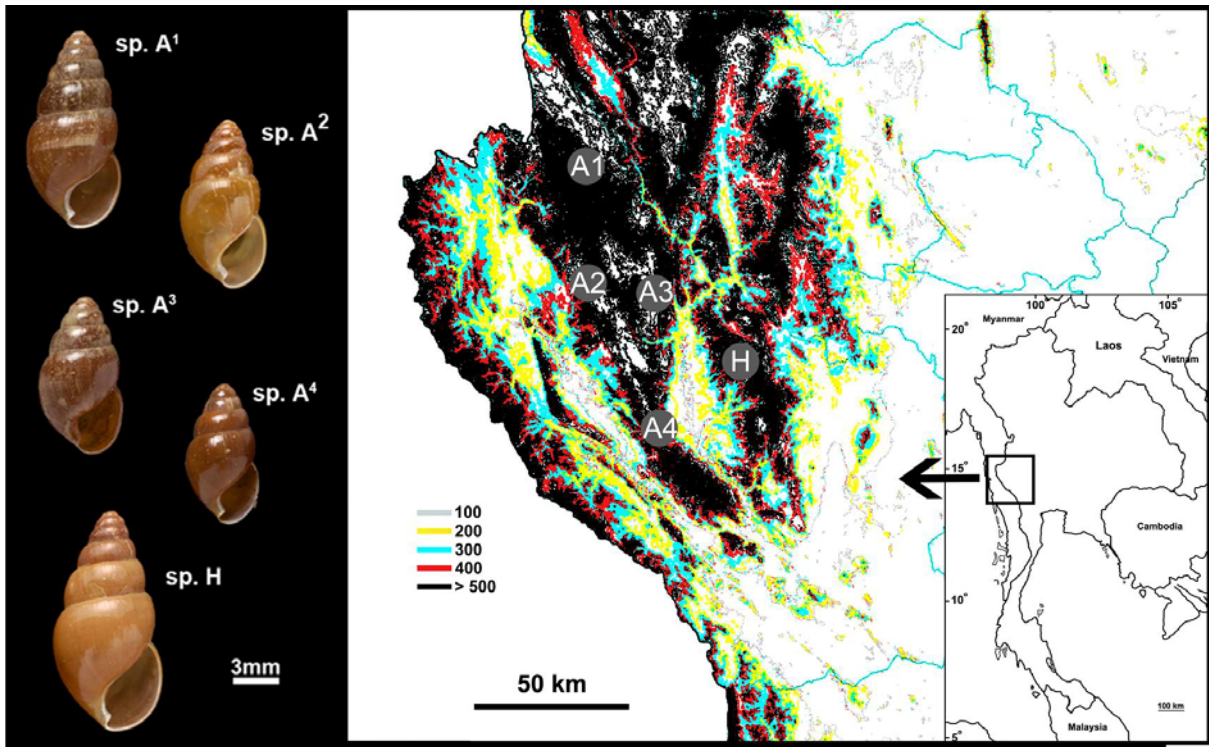 sp. A¹
sp. A²
sp. A³
sp. A⁴
sp. H
3mm
A1
A2
A3
H
A4
100
200
300
400
> 500
50 km
100
105°
20°
Myanmar
Laos
Vietnam
15°
Cambodia
10°
100 km
5°
Malaysia